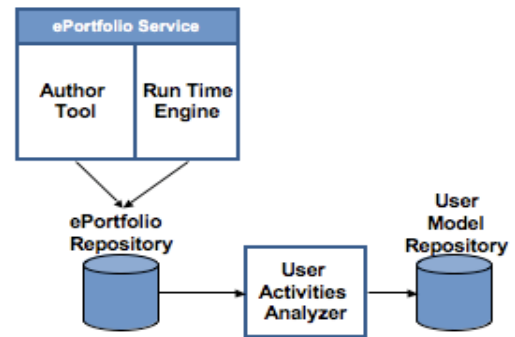 ePortfolio Service
Author
Tool
Run Time
Engine
ePortfolio
Repository
User
Activities
Analyzer
User
Model
Repository